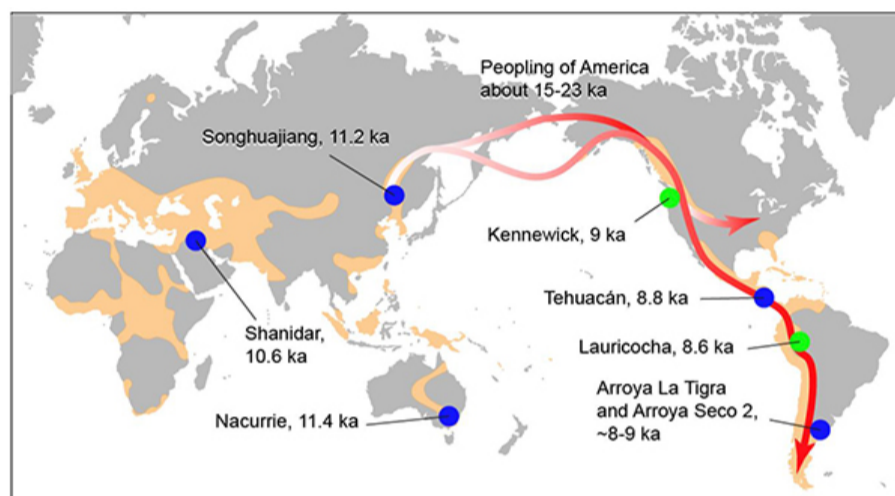 Peopling of America
about 15-23 ka
Songhuajiang, 11.2 ka
Kennewick, 9 ka
Tehuacán, 8.8 ka
Shanidar,
10.6 ka
Lauricocha, 8.6 ka
Arroya La Tigra
and Arroya Seco 2,
~8-9 ka
Nacurrie, 11.4 ka